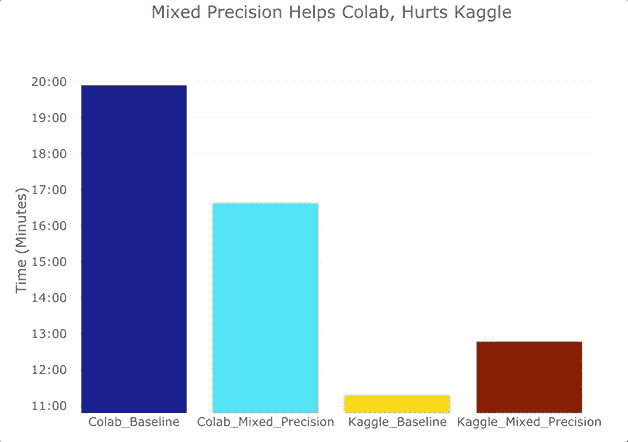 Mixed Precision Helps Colab, Hurts Kaggle
Time (Minutes)
20:00
19:00
18:00
17:00
16:00
15:00
14:00
13:00
12:00
11:00
Colab_Baseline
Colab_Mixed_Precision
Kaggle_Baseline
Kaggle_Mixed_Precision